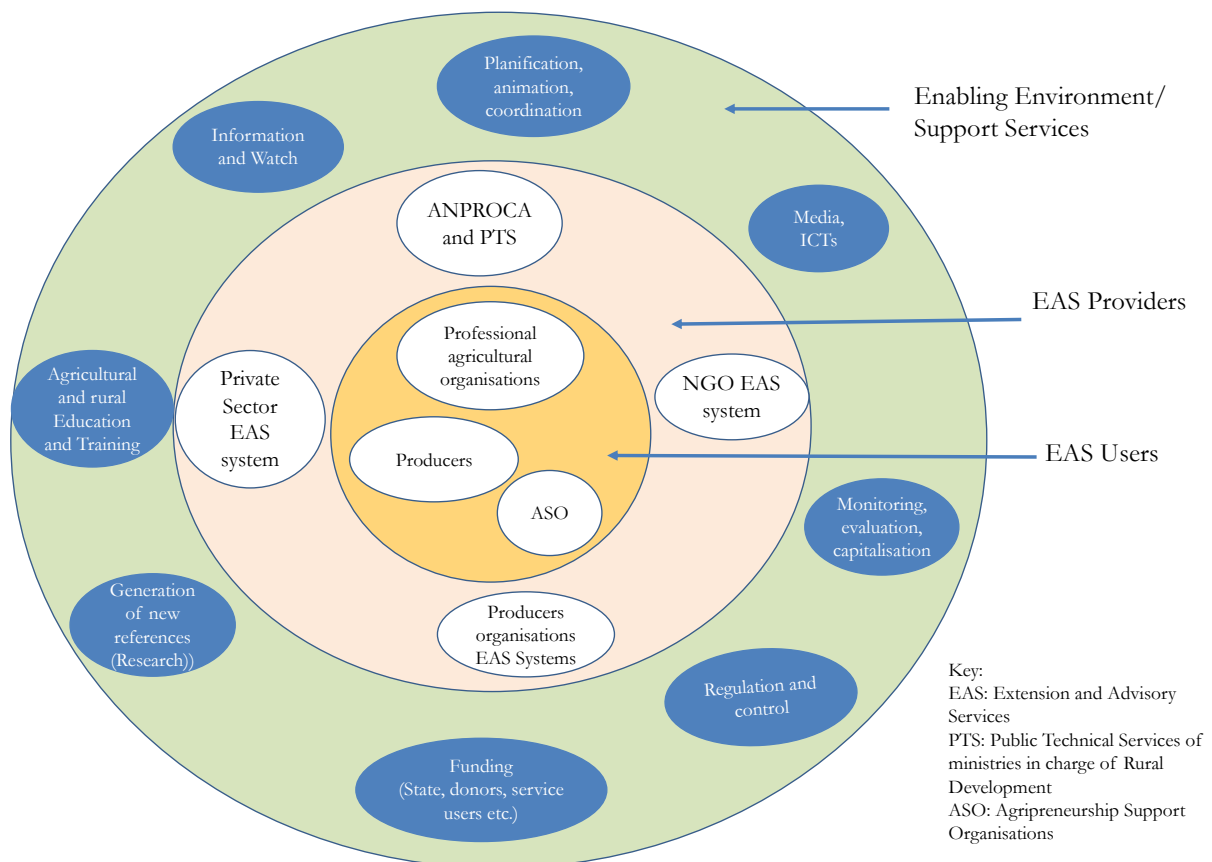 Planification,
animation,
coordination
Enabling Environment/
Support Services
Information
and Watch
ANPROCA
and PTS
Media,
ICTs
EAS Providers
Professional
agricultural
organisations
Agricultural
and rural
Education
and Training
Private
Sector
EAS
system
NGO EAS
system
EAS Users
Producers
ASO
Monitoring,
evaluation,
capitalisation
Generation
of new
references
(Research))
Producers
organisations
EAS Systems
Regulation and
control
Funding
(State, donors, service
users etc.)
Key:
EAS: Extension and Advisory
Services
PTS: Public Technical Services of
ministries in charge of Rural
Development
ASO: Agripreneurship Support
Organisations